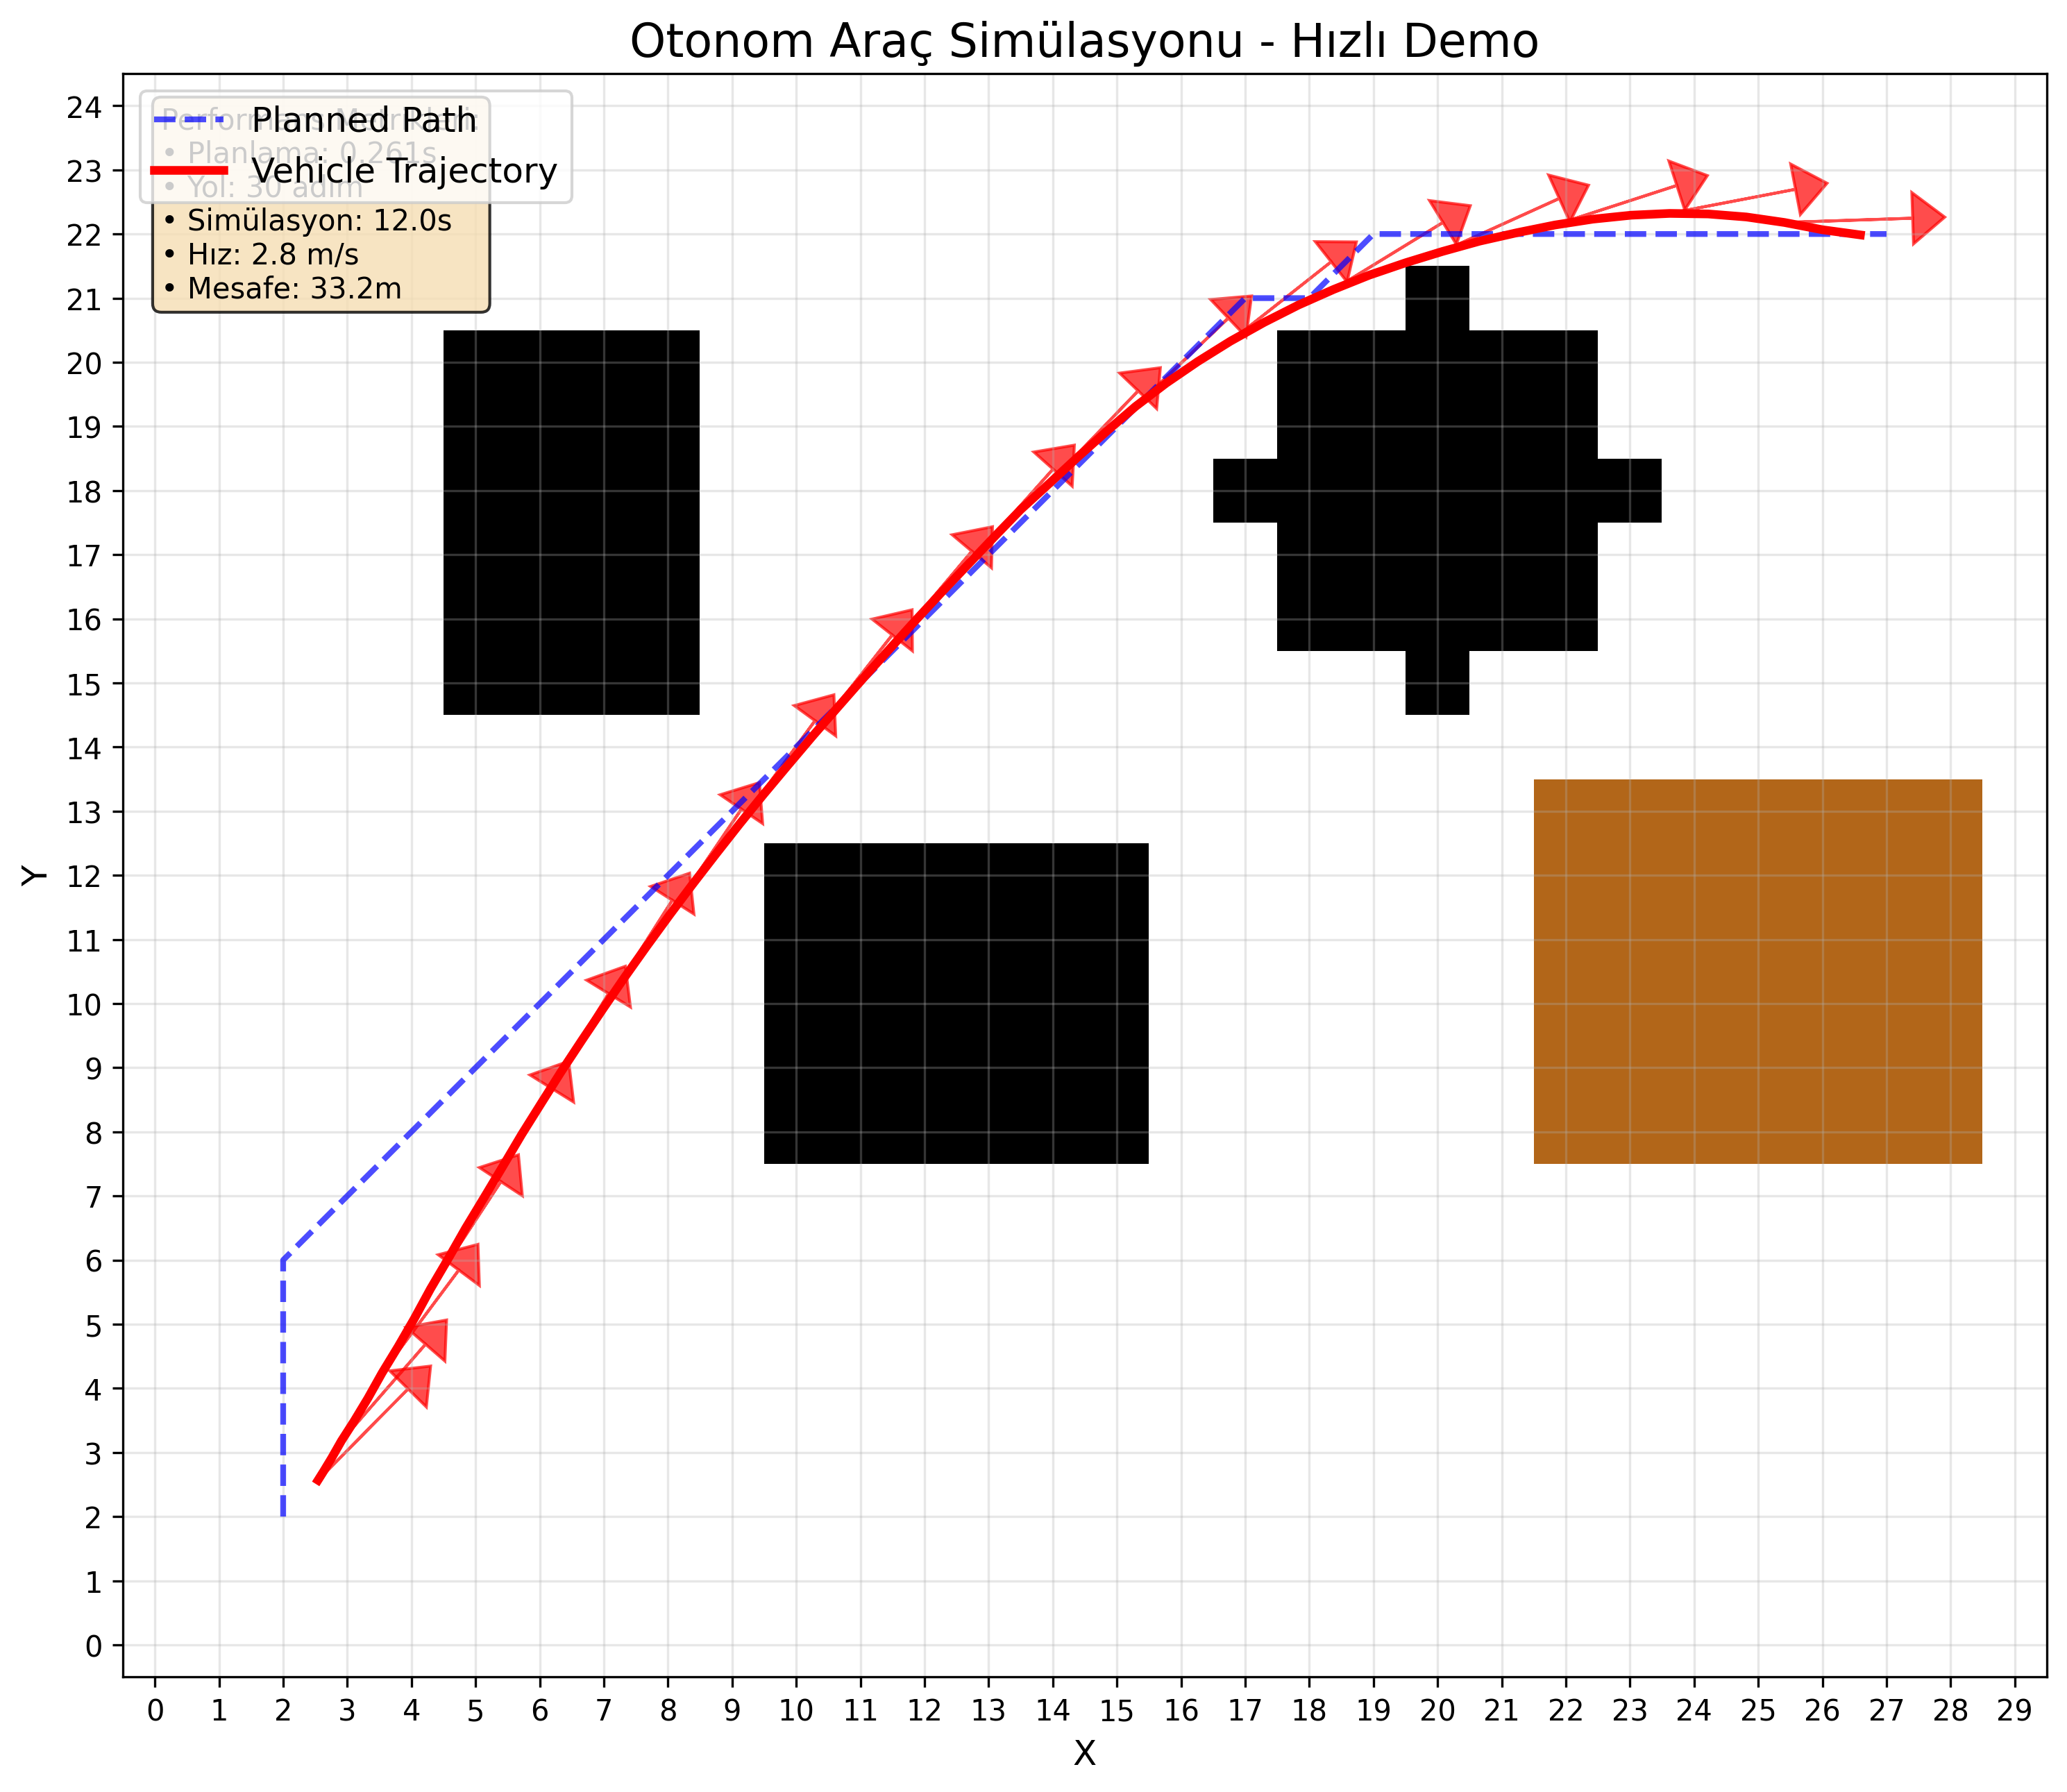 Otonom Araç Simülasyonu - Hızlı Demo
Performans Metrikleri:
• Planlama: 0.261s
• Yol: 30 adım
• Simülasyon: 12.0s
• Hız: 2.8 m/s
• Mesafe: 33.2m
Planned Path
Vehicle Trajectory
Y
24
23
22
21
20
19
18
17
16
15
14
13
12
11
10
9
8
7
6
5
4
3
2
1
0
0 1 2 3 4 5 6 7 8 9 10 11 12 13 14 15 16 17 18 19 20 21 22 23 24 25 26 27 28 29
X